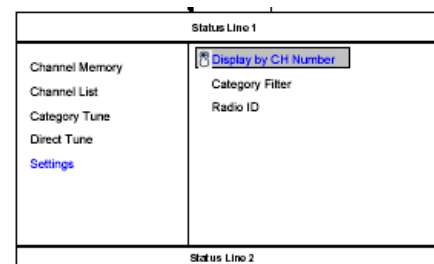 Status Line 1
Channel Memory
Channel List
Category Tune
Direct Tune
Settings
Display by CH Number
Category Filter
Radio ID
Status Line 2